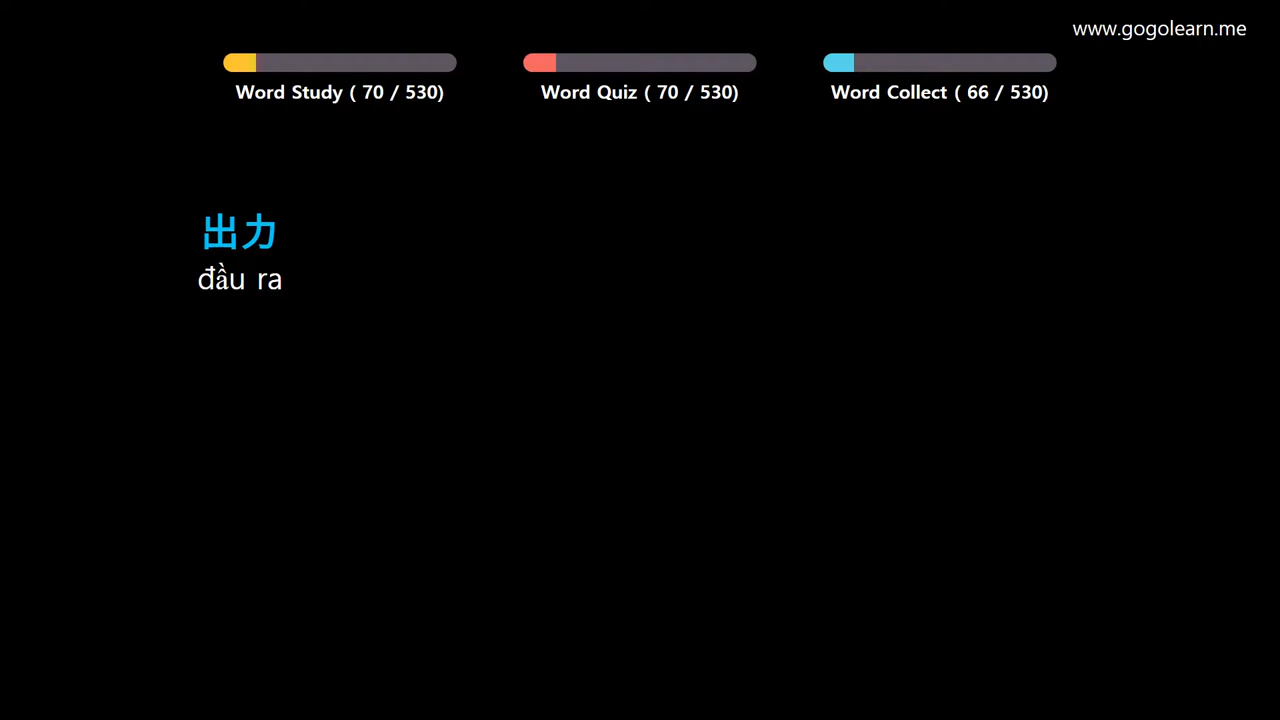 www.gogolearn.me
Word Study ( 70 / 530)
Word Quiz ( 70 / 530)
Word Collect ( 66 / 530)
出力
đầu ra